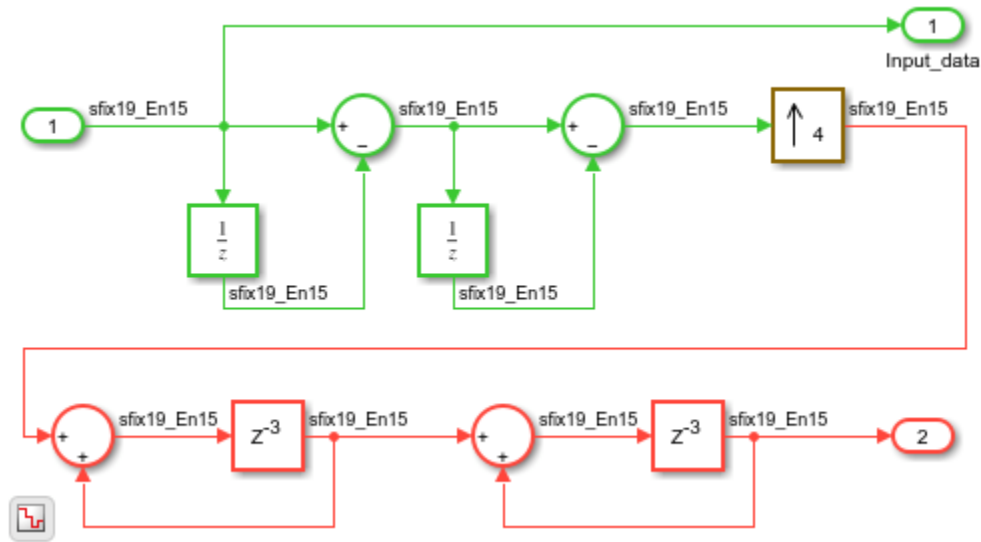 1
Input_data
sfix19_En15 sfix19_En15 sfix19_En15 sfix19_En15
1 + − + − ↑ 4
1/z 1/z
sfix19_En15 sfix19_En15
sfix19_En15 sfix19_En15 sfix19_En15 sfix19_En15
+ + z⁻³ + + z⁻³ 2